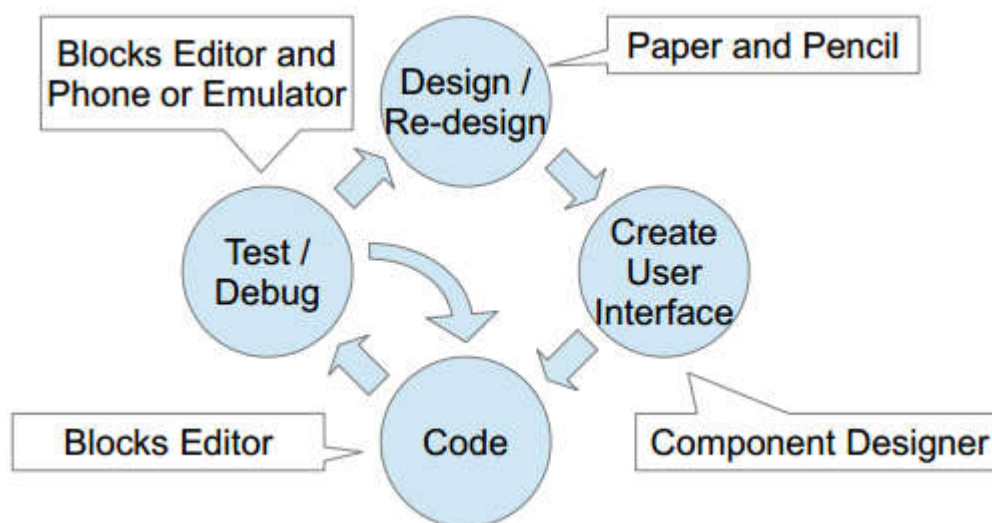 Blocks Editor and
Phone or Emulator
Design /
Re-design
Paper and Pencil
Test /
Debug
Create
User
Interface
Blocks Editor
Code
Component Designer